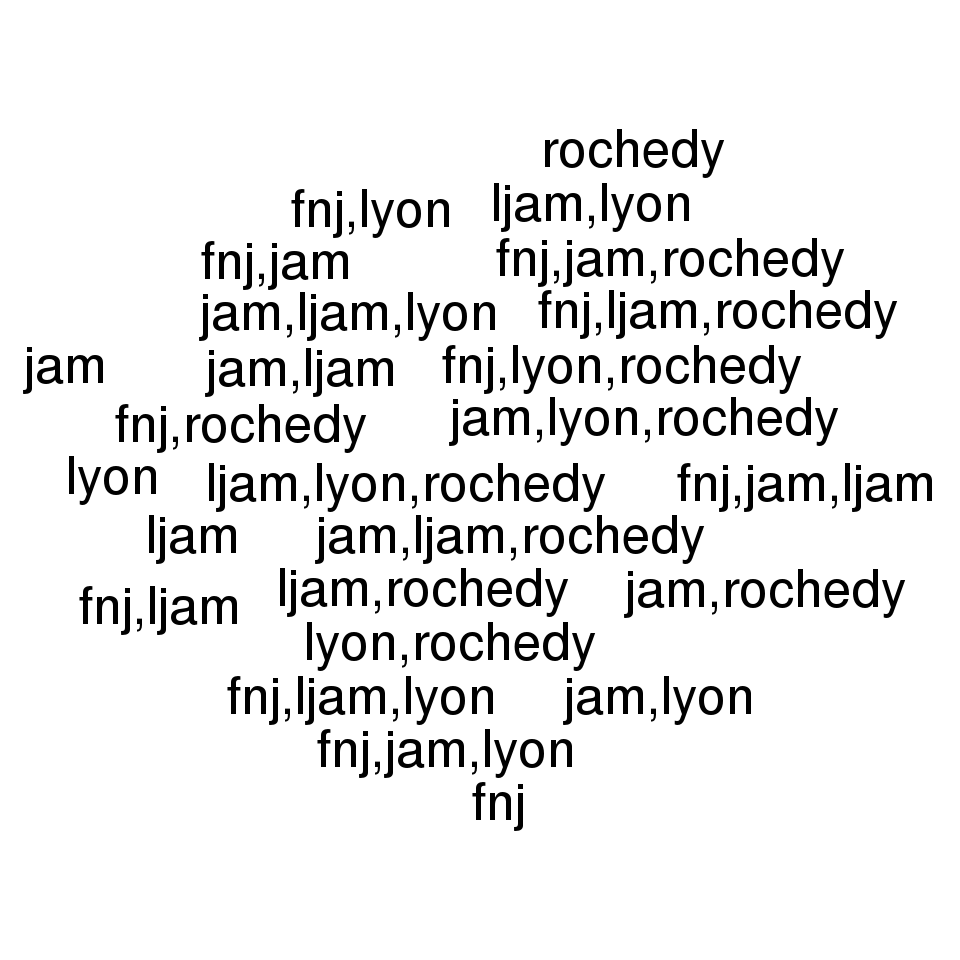 rochedy
fnj,lyon ljam,lyon
fnj,jam fnj,jam,rochedy
jam,ljam,lyon fnj,ljam,rochedy
jam jam,ljam fnj,lyon,rochedy
fnj,rochedy jam,lyon,rochedy
lyon ljam,lyon,rochedy fnj,jam,ljam
ljam jam,ljam,rochedy
fnj,ljam ljam,rochedy jam,rochedy
lyon,rochedy
fnj,ljam,lyon jam,lyon
fnj,jam,lyon
fnj